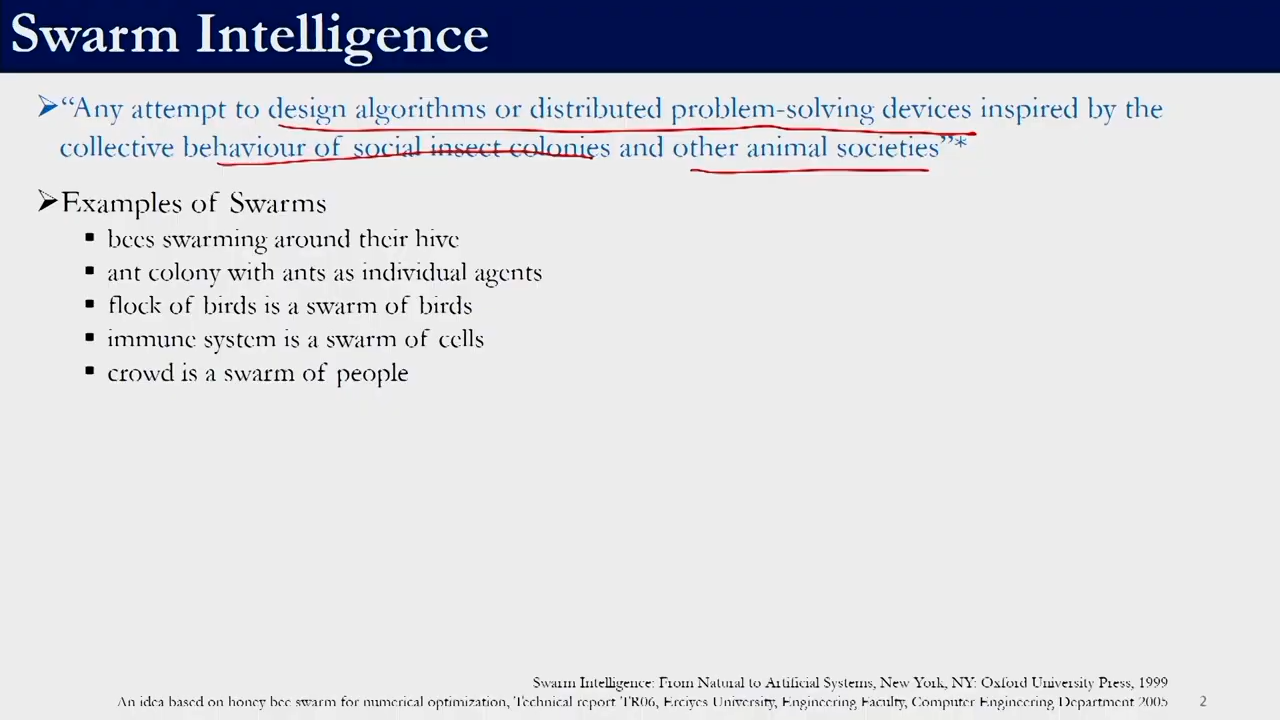 Swarm Intelligence
➤“Any attempt to design algorithms or distributed problem-solving devices inspired by the
collective behaviour of social insect colonies and other animal societies”*
➤Examples of Swarms
▪ bees swarming around their hive
▪ ant colony with ants as individual agents
▪ flock of birds is a swarm of birds
▪ immune system is a swarm of cells
▪ crowd is a swarm of people
Swarm Intelligence: From Natural to Artificial Systems, New York, NY: Oxford University Press, 1999
An idea based on honey bee swarm for numerical optimization, Technical report TR06, Erciyes University, Engineering Faculty, Computer Engineering Department 2005
2